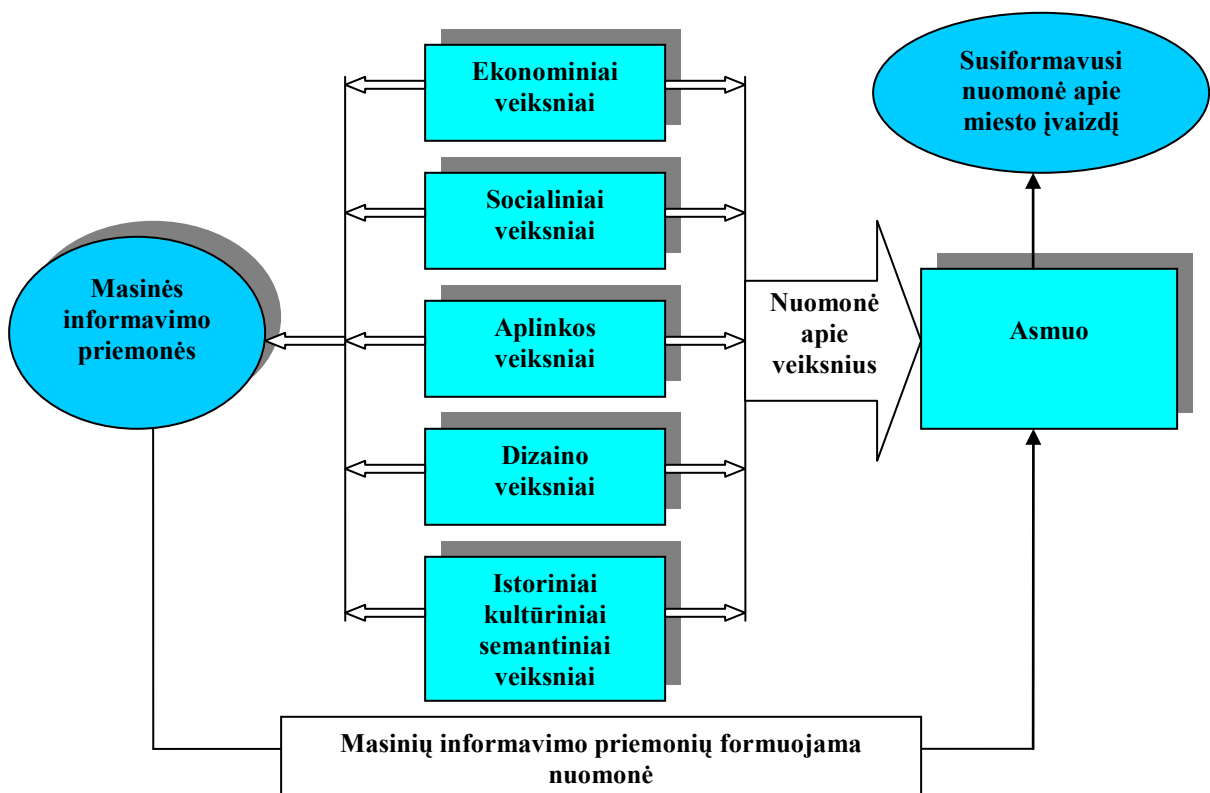 Ekonominiai
veiksniai
Susiformavusi
nuomonė apie
miesto įvaizdį
Socialiniai
veiksniai
Masinės
informavimo
priemonės
Aplinkos
veiksniai
Nuomonė
apie
veiksnius
Asmuo
Dizaino
veiksniai
Istoriniai
kultūriniai
semantiniai
veiksniai
Masinių informavimo priemonių formuojama
nuomonė